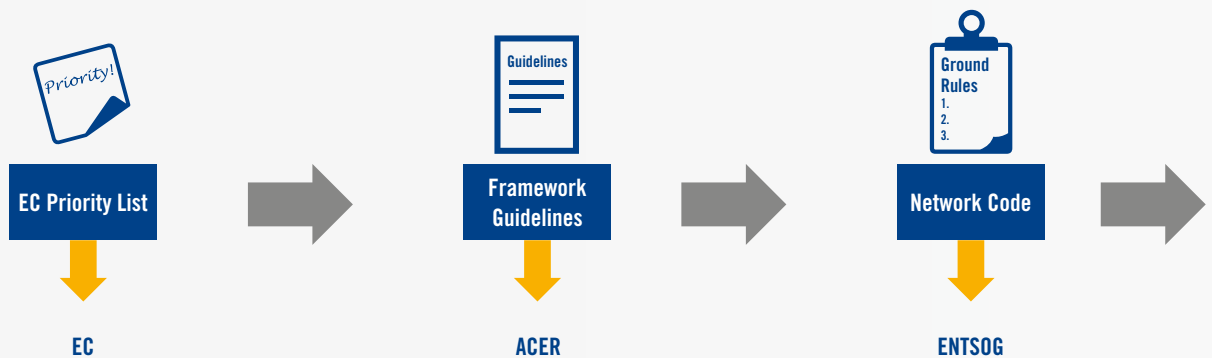 Priority!
Guidelines
Ground
Rules
1.
2.
3.
EC Priority List
Framework
Guidelines
Network Code
EC
ACER
ENTSOG